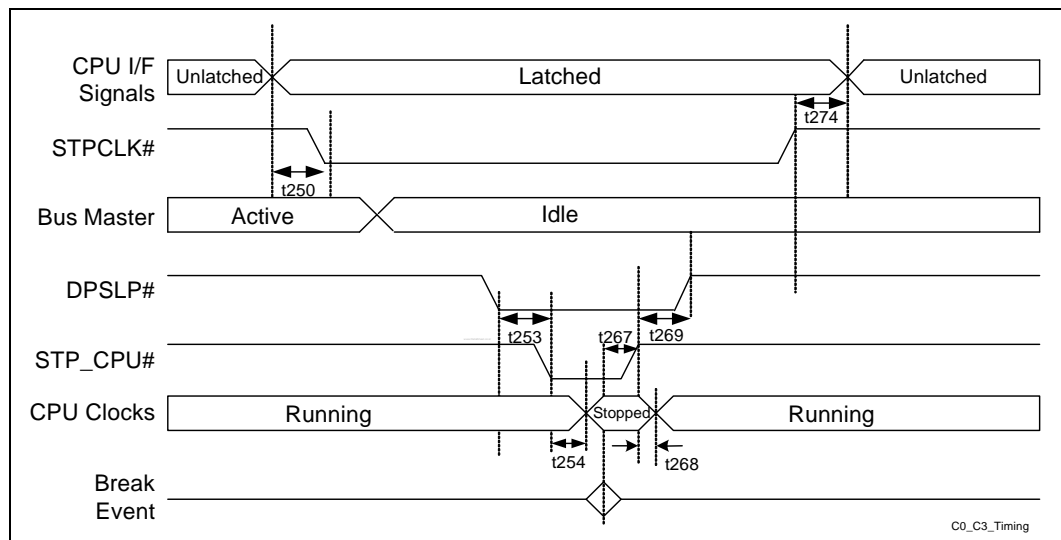 CPU I/F
Signals
Unlatched
Latched
Unlatched
t274
STPCLK#
t250
Bus Master
Active
Idle
DPSLP#
t253
t267
t269
STP_CPU#
CPU Clocks
Running
Stopped
Running
t254
t268
Break
Event
C0_C3_Timing